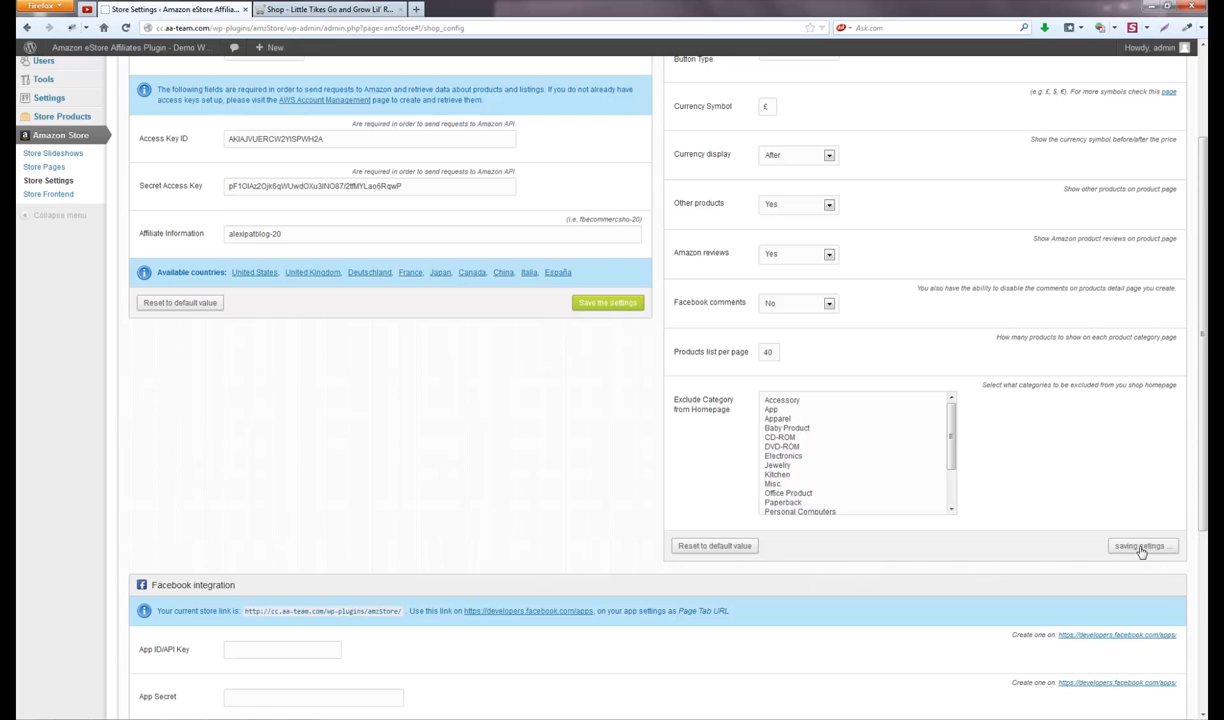 Firefox
Store Settings ‹ Amazon eStore Affilia...
Shop - Little Tikes Go and Grow Lil' R...
cc.aa-team.com/wp-plugins/amzStore/wp-admin/admin.php?page=amzStore#!/shop_config
Ask.com
Amazon eStore Affiliates Plugin - Demo W...
New
Howdy, admin
Users
Tools
Settings
Store Products
Amazon Store
Store Slideshows
Store Pages
Store Settings
Store Frontend
Collapse menu
The following fields are required in order to send requests to Amazon and retrieve data about products and listings. If you do not already have
access keys set up, please visit the AWS Account Management page to create and retrieve them.
Are required in order to send requests to Amazon API.
Access Key ID
Are required in order to send requests to Amazon API.
Secret Access Key
(i.e. fbecommercsho-20)
Affiliate Information
alexipatblog-20
Available countries: United States, United Kingdom, Deutschland, France, Japan, Canada, China, Italia, España
Reset to default value
Save the settings
Button Type
(e.g. £, $, €). For more symbols check this page
Currency Symbol
£
Show the currency symbol before/after the price
Currency display
After
Show other products on product page
Other products
Yes
Show Amazon product reviews on product page
Amazon reviews
Yes
You also have the ability to disable the comments on products detail page you create.
Facebook comments
No
How many products to show on each product category page
Products list per page
40
Select what categories to be excluded from you shop homepage
Exclude Category
from Homepage
Accessory
App
Apparel
Baby Product
CD-ROM
DVD-ROM
Electronics
Jewelry
Kitchen
Misc.
Office Product
Paperback
Personal Computers
Reset to default value
saving setings ...
Facebook integration
Your current store link is: http://cc.aa-team.com/wp-plugins/amzStore/ . Use this link on https://developers.facebook.com/apps, on your app settings as Page Tab URL
Create one on: https://developers.facebook.com/apps/
App ID/API Key
Create one on: https://developers.facebook.com/apps/
App Secret